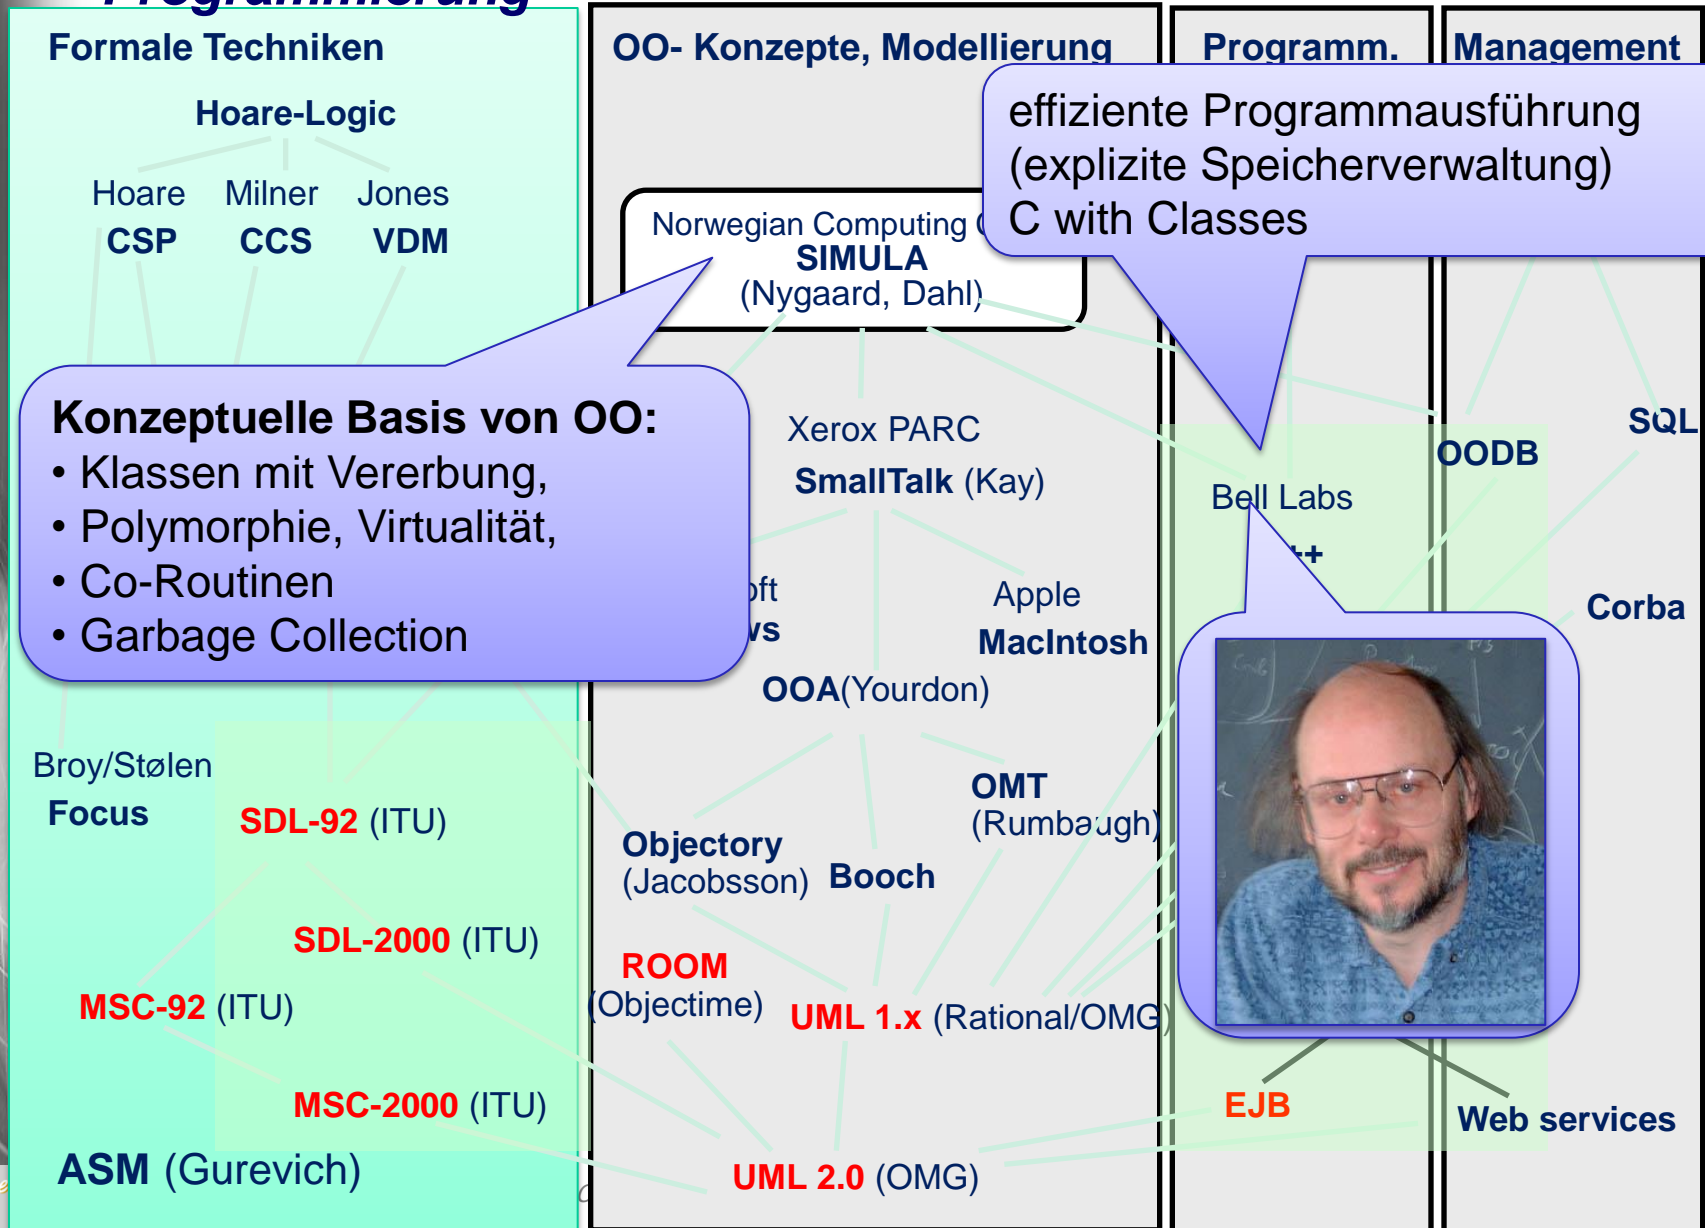 Programmierung
Formale Techniken
Hoare-Logic
Hoare Milner Jones
CSP CCS VDM
OO- Konzepte, Modellierung
Programm.
Management
effiziente Programmausführung
(explizite Speicherverwaltung)
C with Classes
Norwegian Computing
SIMULA
(Nygaard, Dahl)
Konzeptuelle Basis von OO:
• Klassen mit Vererbung,
• Polymorphie, Virtualität,
• Co-Routinen
• Garbage Collection
Xerox PARC
SmallTalk (Kay)
Apple
MacIntosh
OOA(Yourdon)
Bell Labs
++
OODB
SQL
Corba
Broy/Stølen
Focus
SDL-92 (ITU)
SDL-2000 (ITU)
MSC-92 (ITU)
MSC-2000 (ITU)
ASM (Gurevich)
OMT
(Rumbaugh)
Objectory
(Jacobsson)
Booch
ROOM
(Objectime)
UML 1.x (Rational/OMG)
UML 2.0 (OMG)
EJB
Web services